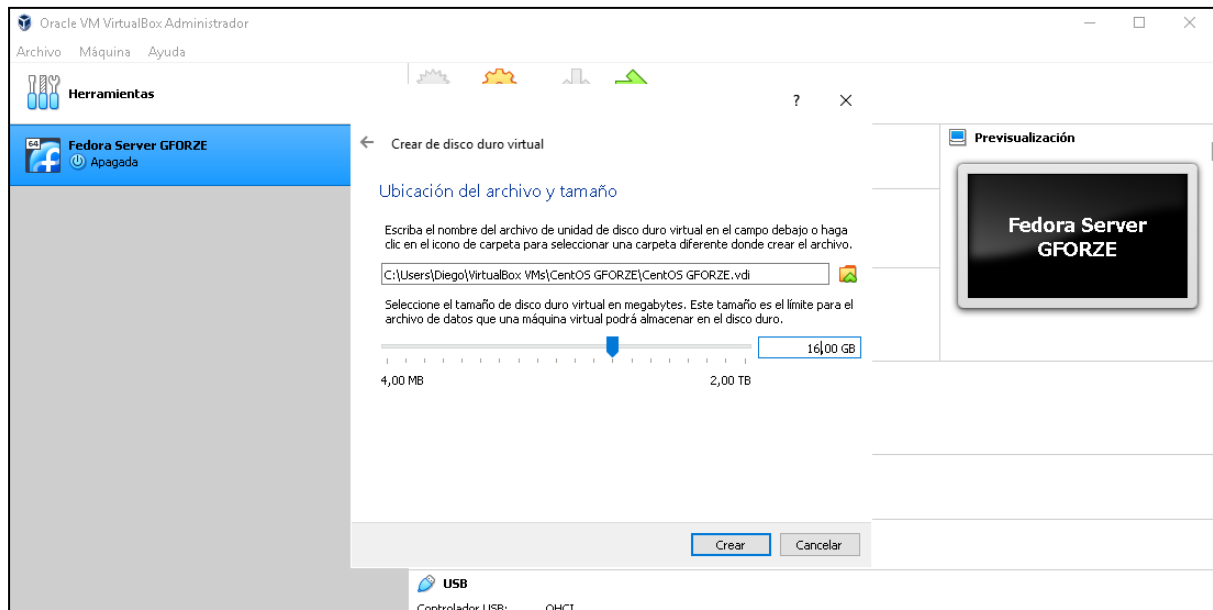 Oracle VM VirtualBox Administrador
Archivo Máquina Ayuda
Herramientas
64
Fedora Server GFORZE
Apagada
?
Crear de disco duro virtual
Ubicación del archivo y tamaño
Escriba el nombre del archivo de unidad de disco duro virtual en el campo debajo o haga
clic en el icono de carpeta para seleccionar una carpeta diferente donde crear el archivo.
C:\Users\Diego\VirtualBox VMs\CentOS GFORZE\CentOS GFORZE.vdi
Seleccione el tamaño de disco duro virtual en megabytes. Este tamaño es el límite para el
archivo de datos que una máquina virtual podrá almacenar en el disco duro.
16,00 GB
4,00 MB 2,00 TB
Crear Cancelar
Previsualización
Fedora Server
GFORZE
USB
Controlador USB: OHCI